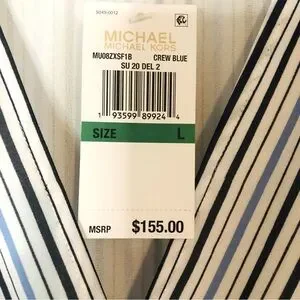 MICHAEL
MICHAEL KORS
MU08ZXSF1B CREW BLUE
SU 20 DEL 2
1 93599 89924 4
SIZE L
MSRP $155.00